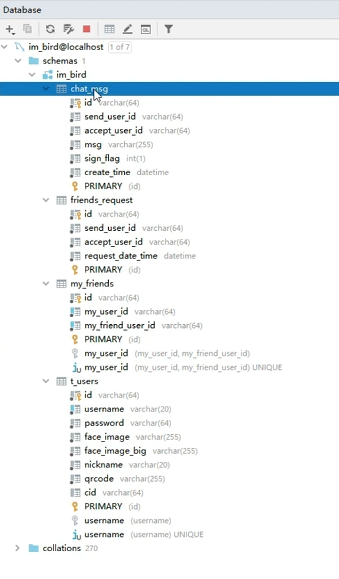 Database
im_bird@localhost 1 of 7
schemas 1
im_bird
chat_msg
id varchar(64)
send_user_id varchar(64)
accept_user_id varchar(64)
msg varchar(255)
sign_flag int(1)
create_time datetime
PRIMARY (id)
friends_request
id varchar(64)
send_user_id varchar(64)
accept_user_id varchar(64)
request_date_time datetime
PRIMARY (id)
my_friends
id varchar(64)
my_user_id varchar(64)
my_friend_user_id varchar(64)
PRIMARY (id)
my_user_id (my_user_id, my_friend_user_id)
my_user_id (my_user_id, my_friend_user_id) UNIQUE
t_users
id varchar(64)
username varchar(20)
password varchar(64)
face_image varchar(255)
face_image_big varchar(255)
nickname varchar(20)
qrcode varchar(255)
cid varchar(64)
PRIMARY (id)
username (username)
username (username) UNIQUE
collations 270